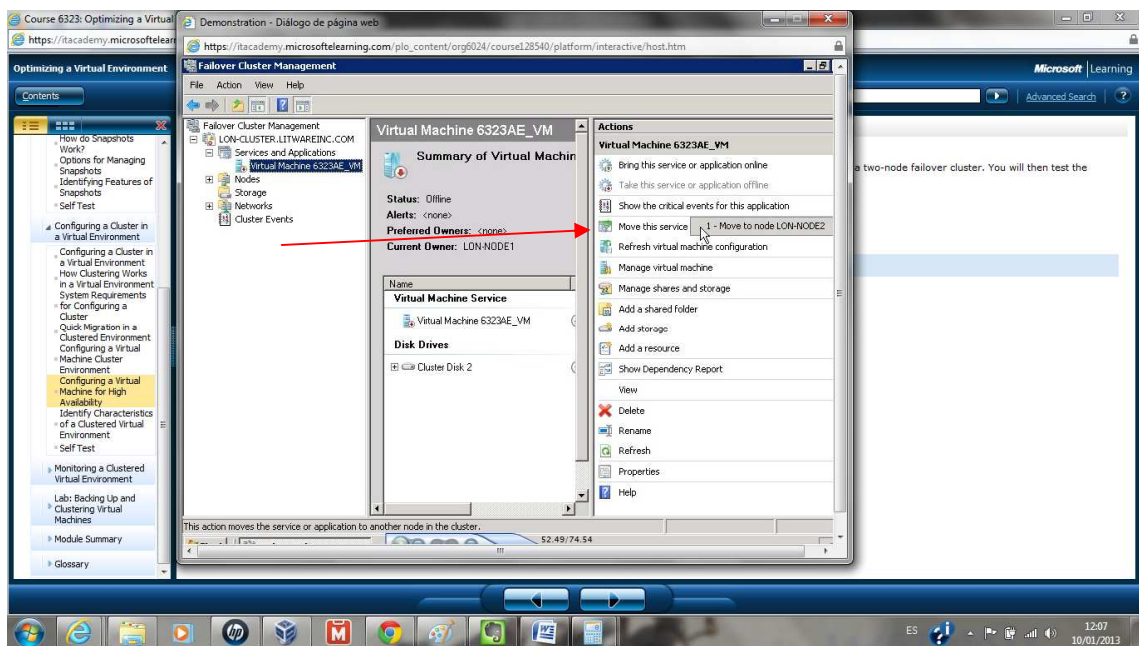 Course 6323: Optimizing a Virtual
Demonstration - Diálogo de página web
https://itacademy.microsoftelearn
https://itacademy.microsoftelearning.com/plo_content/org6024/course128540/platform/interactive/host.htm
Optimizing a Virtual Environment
Microsoft | Learning
Contents
Advanced Search
How do Snapshots
Work?
Options for Managing
Snapshots
Identifying Features of
Snapshots
Self Test
Configuring a Cluster in
a Virtual Environment
Configuring a Cluster in
a Virtual Environment
How Clustering Works
in a Virtual Environment
System Requirements
for Configuring a
Cluster
Quick Migration in a
Clustered Environment
Configuring a Virtual
Machine Cluster
Environment
Configuring a Virtual
Machine for High
Availability
Identify Characteristics
of a Clustered Virtual
Environment
Self Test
Monitoring a Clustered
Virtual Environment
Lab: Backing Up and
Clustering Virtual
Machines
Module Summary
Glossary
Failover Cluster Management
File Action View Help
Failover Cluster Management
LON-CLUSTER.LITWAREINC.COM
Services and Applications
Virtual Machine 6323AE_VM
Nodes
Storage
Networks
Cluster Events
Virtual Machine 6323AE_VM
Summary of Virtual Machin
Status: Offline
Alerts: <none>
Preferred Owners: <none>
Current Owner: LON-NODE1
Name
Virtual Machine Service
Virtual Machine 6323AE_VM
Disk Drives
Cluster Disk 2
Actions
Virtual Machine 6323AE_VM
Bring this service or application online
Take this service or application offline
Show the critical events for this application
Move this service
1 - Move to node LON-NODE2
Refresh virtual machine configuration
Manage virtual machine
Manage shares and storage
Add a shared folder
Add storage
Add a resource
Show Dependency Report
View
Delete
Rename
Refresh
Properties
Help
a two-node failover cluster. You will then test the
This action moves the service or application to another node in the cluster.
52.49/74.54
ES
12:07
10/01/2013